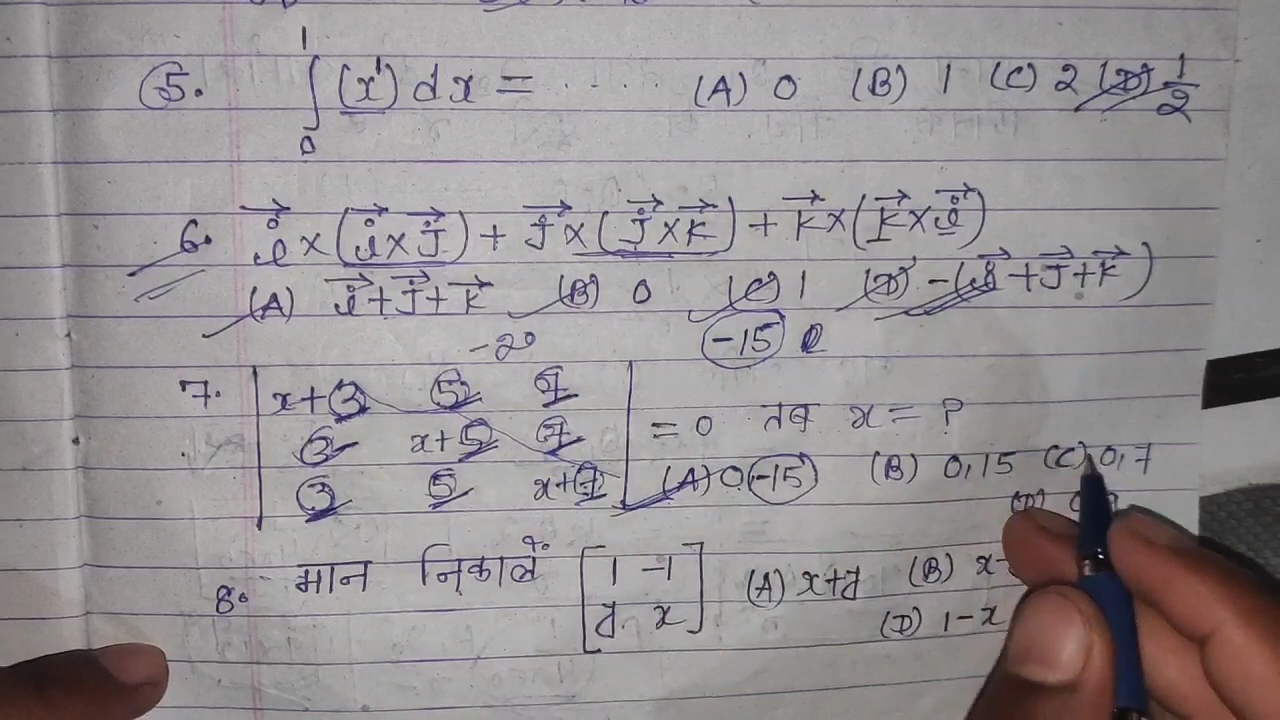 5. ∫₀¹ (x¹) dx = ..... (A) 0 (B) 1 (C) 2 (D) 1/2
6. i⃗ × (i⃗ × J⃗) + J⃗ × (J⃗ × K⃗) + K⃗ × (K⃗ × i⃗)
(A) i⃗ + J⃗ + K⃗ (B) 0 (C) 1 (D) -(i⃗ + J⃗ + K⃗)
-15
7. | x+3 5 7 |
| 3 x+5 7 | = 0 तब x = ?
| 3 5 x+7 | (A) 0,-15 (B) 0,15 (C) 0,7
(D)
8. मान निकालें [1 -1] (A) x+y (B) x-
[y x] (D) 1-x